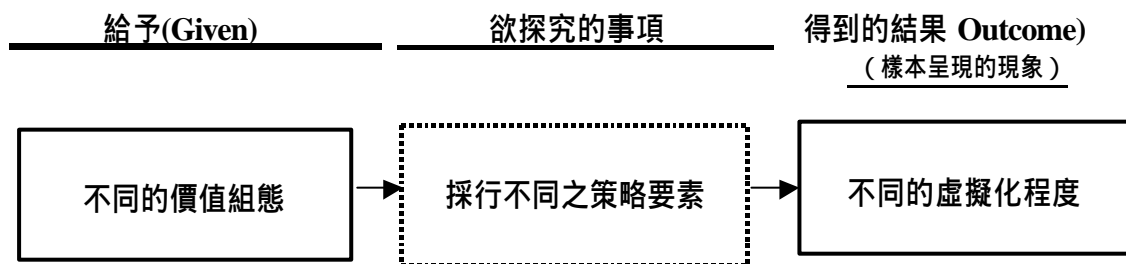 給予(Given)
欲探究的事項
得到的結果 Outcome)
（樣本呈現的現象）
不同的價值組態
採行不同之策略要素
不同的虛擬化程度